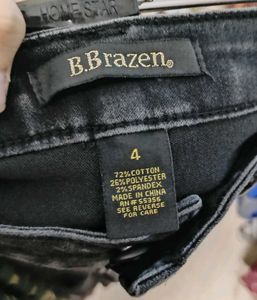 HOME STAR
B.Brazen®
4
72% COTTON
26% POLYESTER
2% SPANDEX
MADE IN CHINA
RN# 55356
SEE REVERSE
FOR CARE